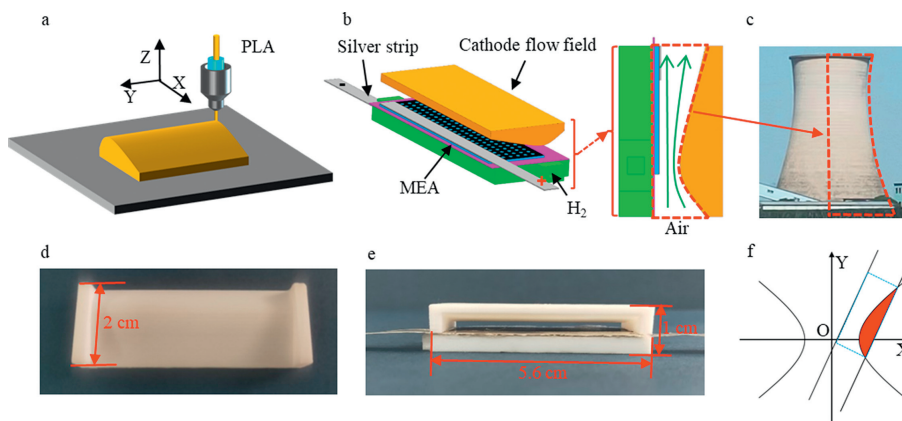 a
PLA
Z
Y
X
b
Silver strip
Cathode flow field
MEA
H₂
+
Air
c
d
2 cm
e
1 cm
5.6 cm
f
Y
O
X